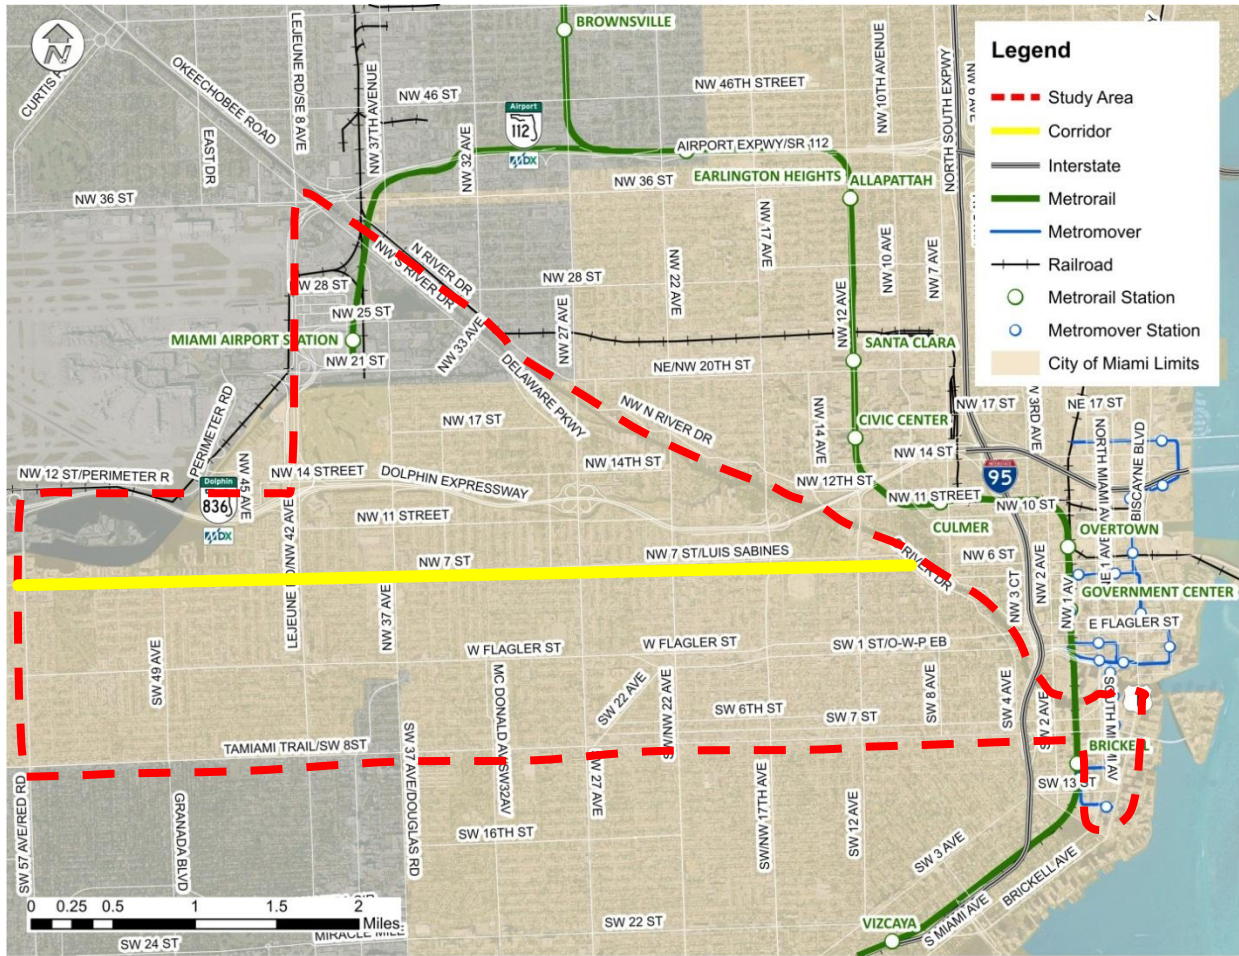 BROWNSVILLE
N
CURTIS
OKEECHOBEE ROAD
LEJEUNE RD/SE 8 AVE
EAST DR
NW 37TH AVENUE
NW 46 ST
NW 32 AVE
Airport
112
MDX
NW 46TH STREET
NW 10TH AVENUE
NORTH SOUTH EXPWY
Legend
Study Area
Corridor
Interstate
Metrorail
Metromover
Railroad
Metrorail Station
Metromover Station
City of Miami Limits
AIRPORT EXPWY/SR 112
EARLINGTON HEIGHTS
ALLAPATTAH
NW 36 ST
NW 36 ST
N RIVER DR
NW S RIVER DR
NW 28 ST
NW 28 ST
NW 22 AVE
NW 17 AVE
NW 10 AVE
NW 7 AVE
NW 12 AVE
NW 25 ST
MIAMI AIRPORT STATION
NW 21 ST
NW 33 AVE
NW 27 AVE
DELAWARE PKWY
SANTA CLARA
NE/NW 20TH ST
NW 17 ST
NW N RIVER DR
NW 14 AVE
CIVIC CENTER
NW 17 ST
NW 3RD AVE
NE 17 ST
NORTH MIAMI AV
BISCAYNE BLVD
PERIMETER RD
NW 12 ST/PERIMETER R
NW 45 AVE
NW 14 STREET
DOLPHIN EXPRESSWAY
NW 14TH ST
NW 14 ST
NW 12TH ST
INTERSTATE
95
Dolphin
836
MDX
NW 11 STREET
NW 11 STREET
CULMER
NW 10 ST
OVERTOWN
NW 7 ST
NW 7 ST/LUIS SABINES
RIVER DR
NW 6 ST
NW 3 CT
NW 2 AVE
NW 1 AV
NE 1 AVE
GOVERNMENT CENTER
NW 37 AVE
E FLAGLER ST
SW 49 AVE
W FLAGLER ST
W FLAGLER ST
SW 1 ST/O-W-P EB
MC DONALD AV/SW32AV
SW 22 AVE
SW/NW 22 AVE
SW 8 AVE
SW 4 AVE
SW 2 AVE
SW 6TH ST
SW 7 ST
TAMIAMI TRAIL/SW 8ST
BRICKELL
SW 13 ST
SW 57 AVE/RED RD
GRANADA BLVD
SW 37 AVE/DOUGLAS RD
SW 27 AVE
SW/NW 17TH AVE
SW 12 AVE
SW 16TH ST
SW 3 AVE
BRICKELL AVE
0 0.25 0.5 1 1.5 2
Miles
SW 24 ST
MIRACLE MILE
SW 22 ST
VIZCAYA
S MIAMI AVE